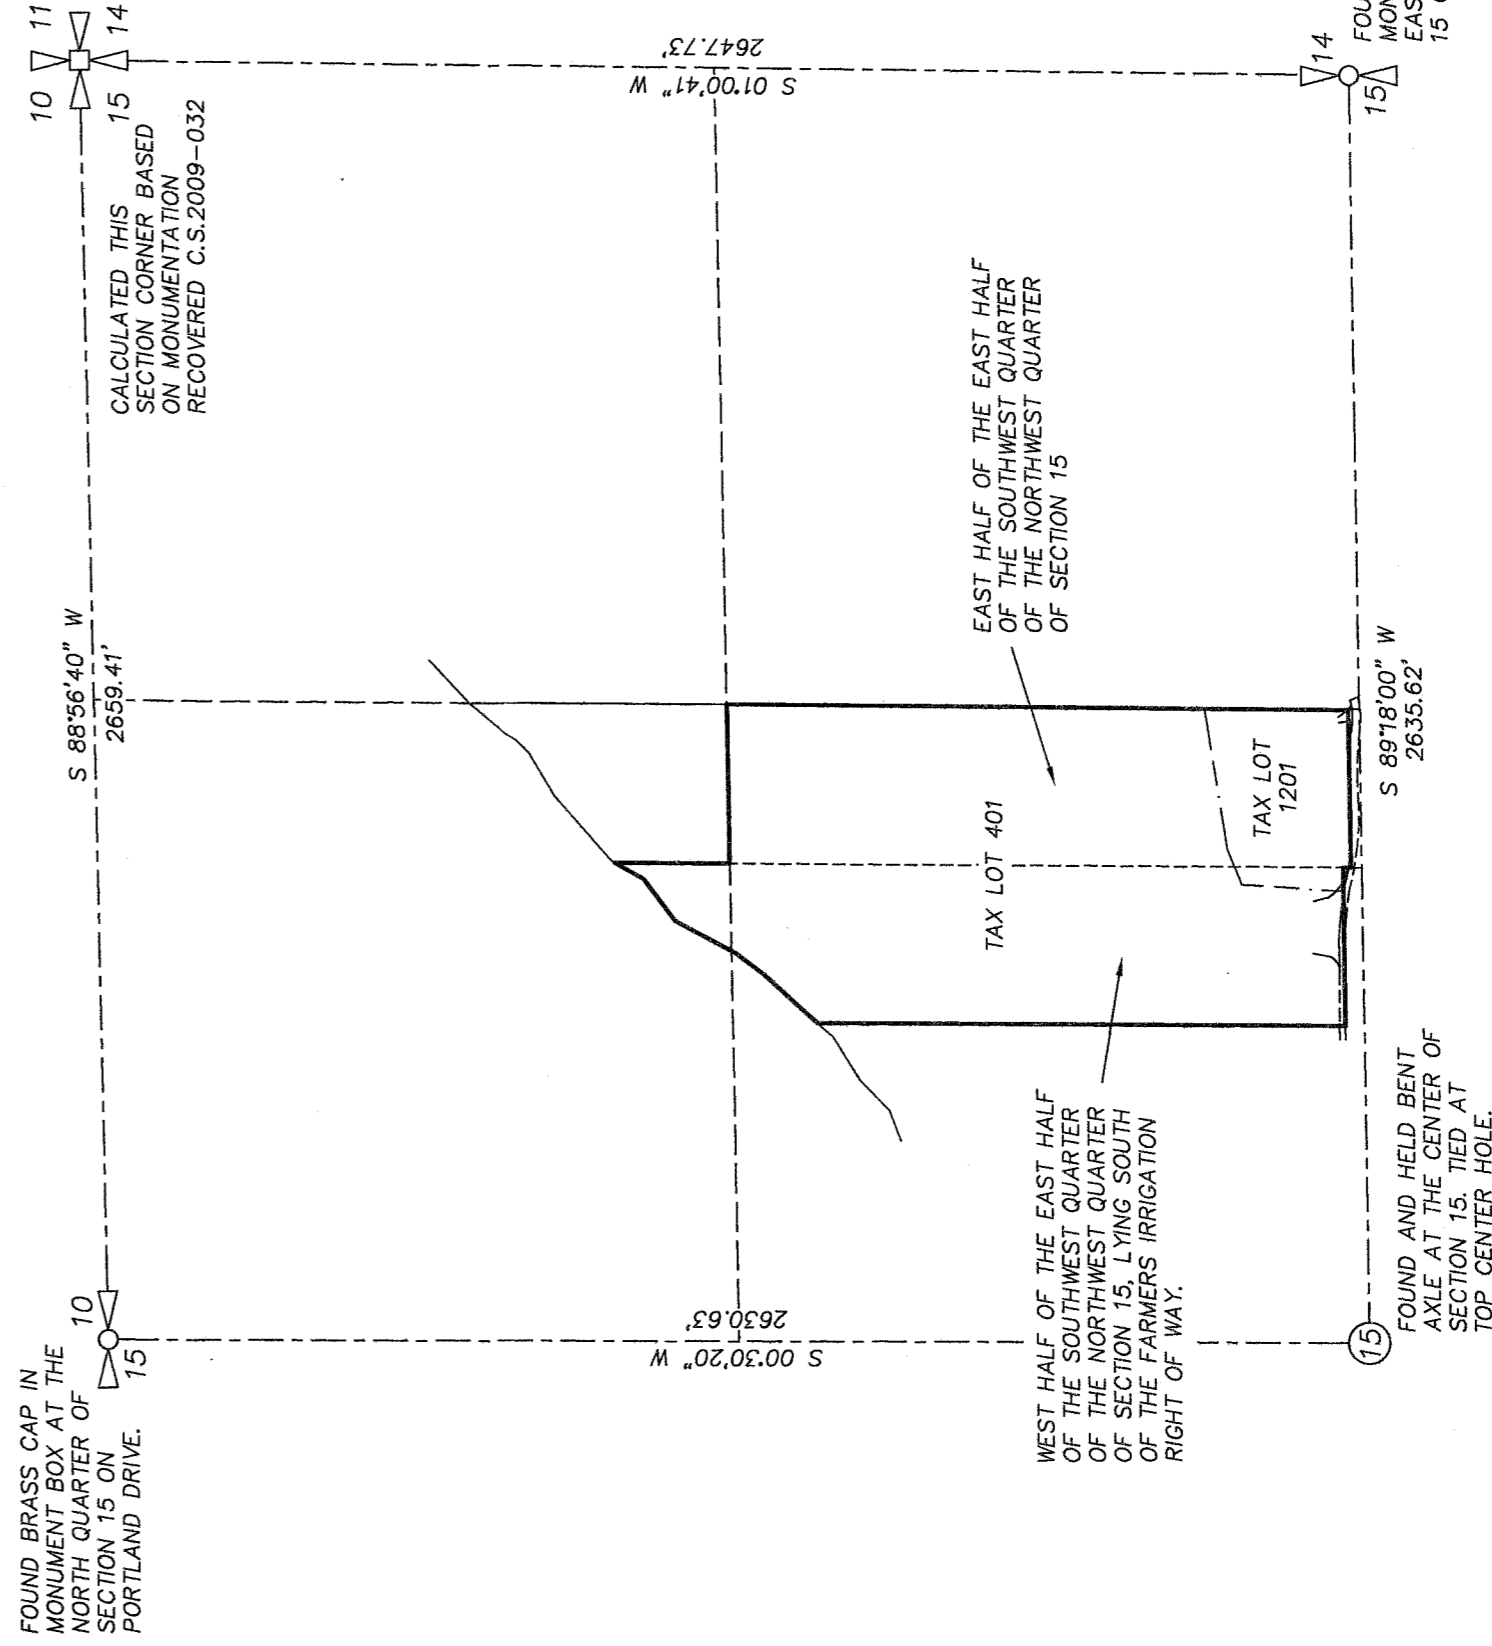 FOUND BRASS CAP IN
MONUMENT BOX AT THE
NORTH QUARTER OF
SECTION 15 ON
PORTLAND DRIVE.
10
15
S 88°56'40" W
2659.41'
10
11
15
14
CALCULATED THIS
SECTION CORNER BASED
ON MONUMENTATION
RECOVERED C.S.2009-032
2630.63'
S 00°30'20" W
2647.73'
S 01°00'41" W
WEST HALF OF THE EAST HALF
OF THE SOUTHWEST QUARTER
OF THE NORTHWEST QUARTER
OF SECTION 15, LYING SOUTH
OF THE FARMERS IRRIGATION
RIGHT OF WAY.
TAX LOT 401
EAST HALF OF THE EAST HALF
OF THE SOUTHWEST QUARTER
OF THE NORTHWEST QUARTER
OF SECTION 15
TAX LOT
1201
15
FOUND AND HELD BENT
AXLE AT THE CENTER OF
SECTION 15. TIED AT
TOP CENTER HOLE.
S 89°18'00" W
2635.62'
14
15
FOU
MON
EAS
15